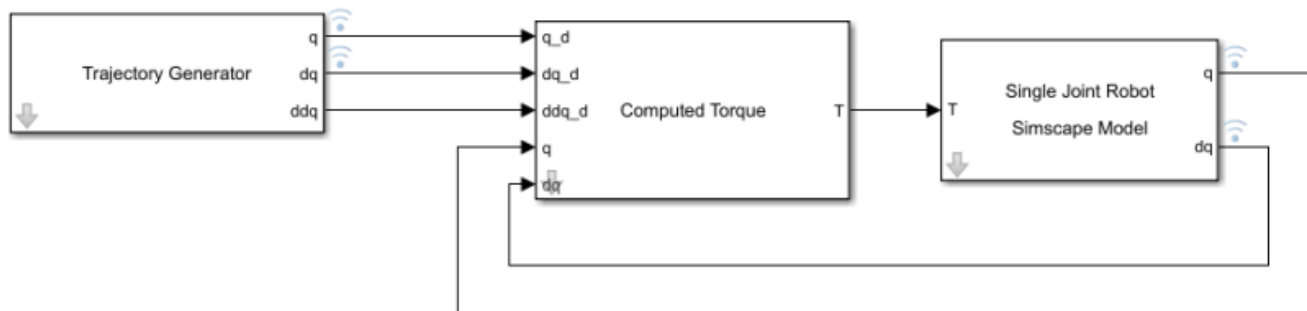 q
dq
ddq
Trajectory Generator
q_d
dq_d
ddq_d
q
dq
Computed Torque
T
T
Single Joint Robot
Simscape Model
q
dq